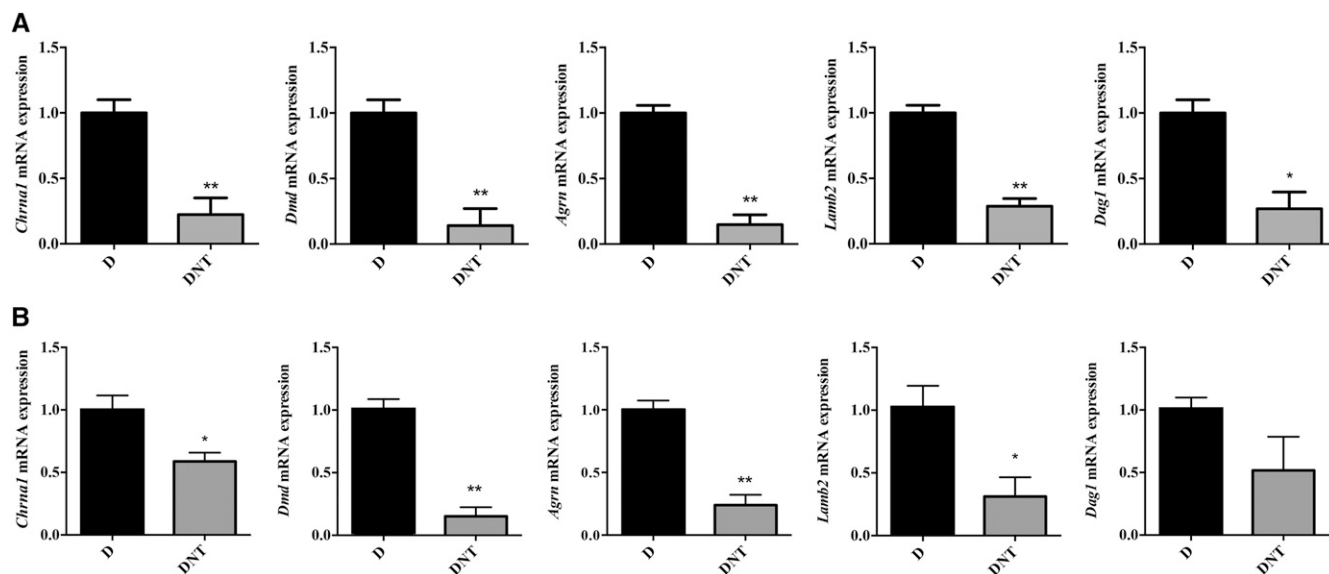 A
Chrna1 mRNA expression
1.5
1.0
0.5
0.0
**
D
DNT
Dmd mRNA expression
1.5
1.0
0.5
0.0
**
D
DNT
Agrn mRNA expression
1.5
1.0
0.5
0.0
**
D
DNT
Lamb2 mRNA expression
1.5
1.0
0.5
0.0
**
D
DNT
Dag1 mRNA expression
1.5
1.0
0.5
0.0
*
D
DNT
B
Chrna1 mRNA expression
1.5
1.0
0.5
0.0
*
D
DNT
Dmd mRNA expression
1.5
1.0
0.5
0.0
**
D
DNT
Agrn mRNA expression
1.5
1.0
0.5
0.0
**
D
DNT
Lamb2 mRNA expression
1.5
1.0
0.5
0.0
*
D
DNT
Dag1 mRNA expression
1.5
1.0
0.5
0.0
D
DNT